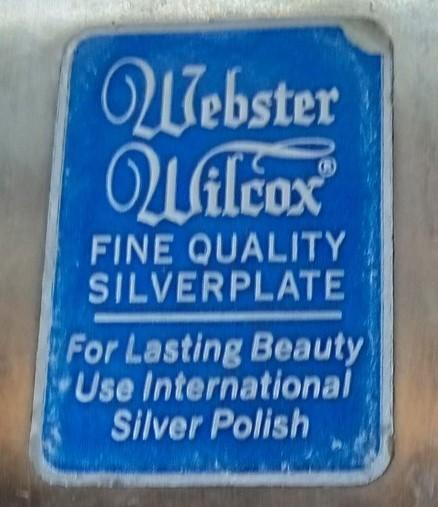 Webster
Wilcox®
FINE QUALITY
SILVERPLATE
For Lasting Beauty
Use International
Silver Polish